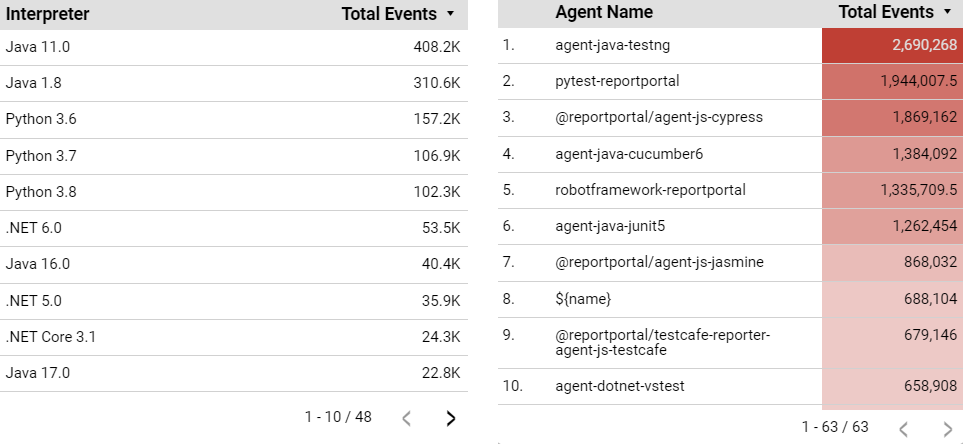 Interpreter Total Events
Java 11.0 408.2K
Java 1.8 310.6K
Python 3.6 157.2K
Python 3.7 106.9K
Python 3.8 102.3K
.NET 6.0 53.5K
Java 16.0 40.4K
.NET 5.0 35.9K
.NET Core 3.1 24.3K
Java 17.0 22.8K
1 - 10 / 48
Agent Name Total Events
1. agent-java-testng 2,690,268
2. pytest-reportportal 1,944,007.5
3. @reportportal/agent-js-cypress 1,869,162
4. agent-java-cucumber6 1,384,092
5. robotframework-reportportal 1,335,709.5
6. agent-java-junit5 1,262,454
7. @reportportal/agent-js-jasmine 868,032
8. ${name} 688,104
9. @reportportal/testcafe-reporter- 679,146
agent-js-testcafe
10. agent-dotnet-vstest 658,908
1 - 63 / 63